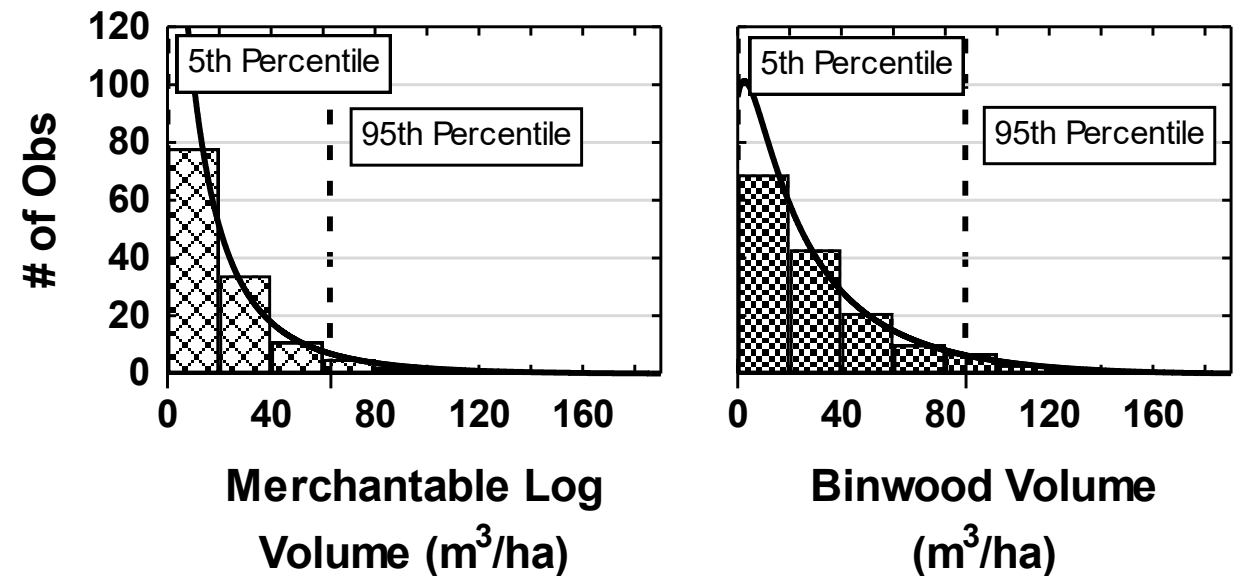 120
100
80
60
40
20
0
# of Obs
5th Percentile
95th Percentile
0 40 80 120 160
Merchantable Log
Volume (m³/ha)
5th Percentile
95th Percentile
0 40 80 120 160
Binwood Volume
(m³/ha)